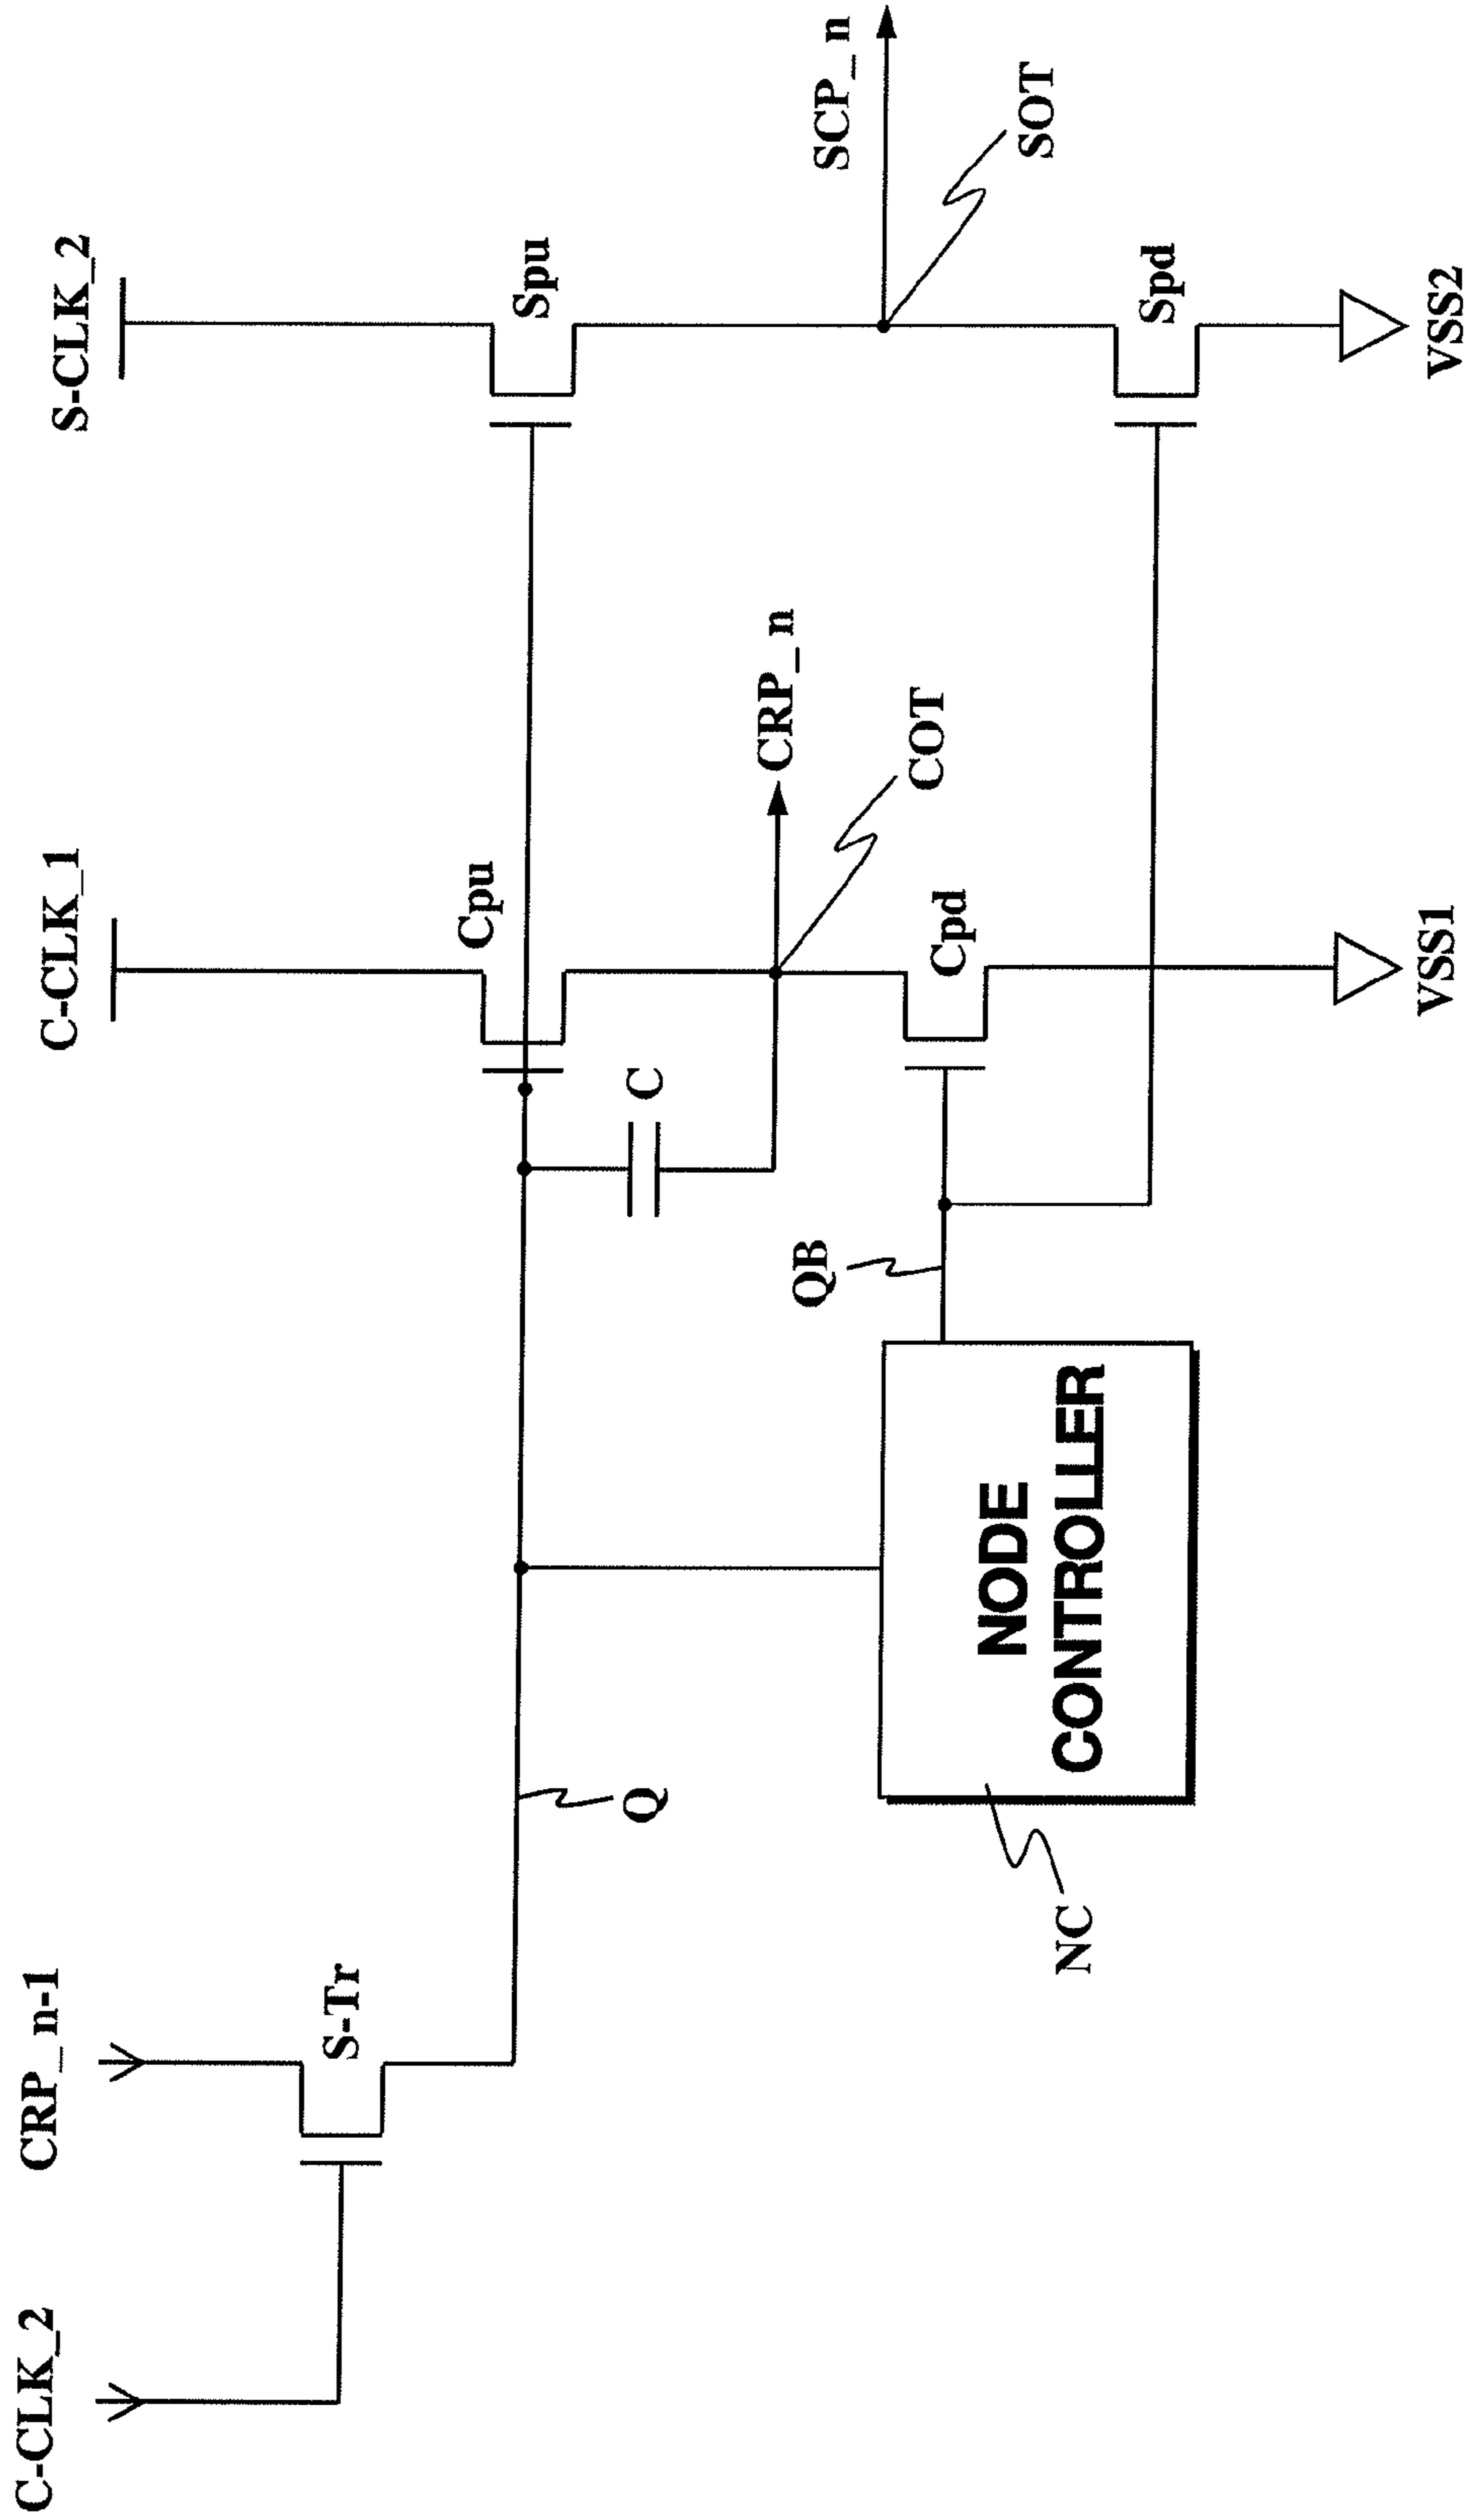 C-CLK_2
CRP_n-1
C-CLK_1
S-CLK_2
S-Tr
Cpu
Spu
Q
C
CRP_n
SCP_n
QB
COT
SOT
NODE
CONTROLLER
Cpd
Spd
NC
VSS1
VSS2